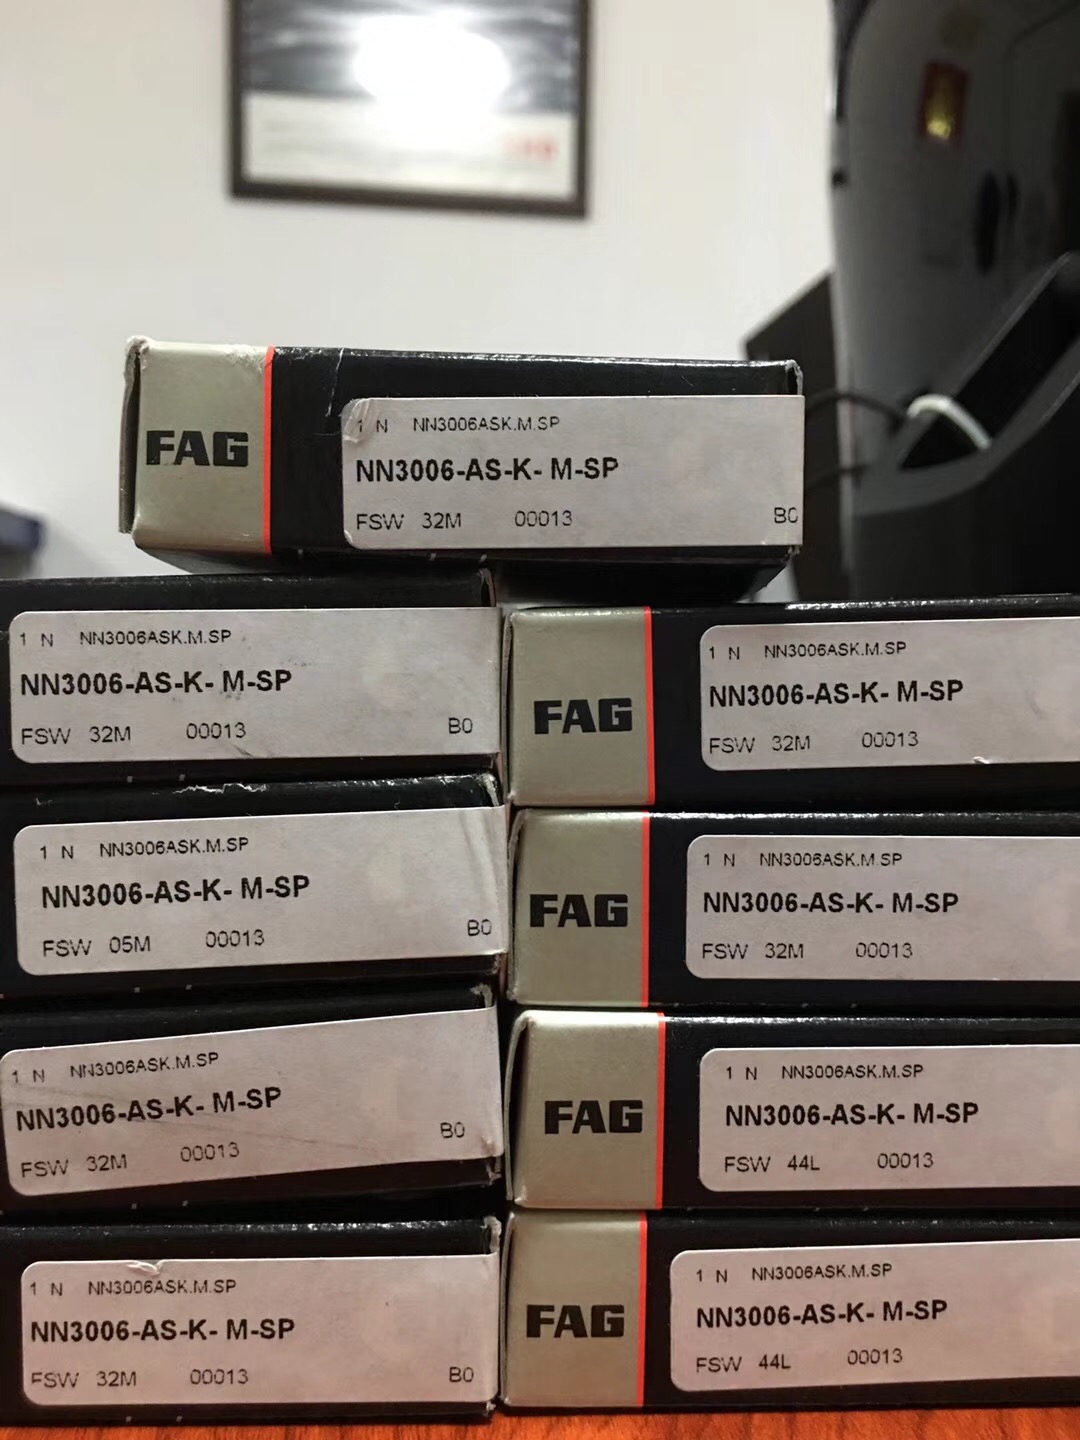 FAG
1 N NN3006ASK.M.SP
NN3006-AS-K- M-SP
FSW 32M 00013 B0
1 N NN3006ASK.M.SP
NN3006-AS-K- M-SP
FSW 32M 00013 B0
FAG
1 N NN3006ASK.M.SP
NN3006-AS-K- M-SP
FSW 32M 00013
1 N NN3006ASK.M.SP
NN3006-AS-K- M-SP
FSW 05M 00013 B0
FAG
1 N NN3006ASK.M.SP
NN3006-AS-K- M-SP
FSW 32M 00013
1 N NN3006ASK.M.SP
NN3006-AS-K- M-SP
FSW 32M 00013 B0
FAG
1 N NN3006ASK.M.SP
NN3006-AS-K- M-SP
FSW 44L 00013
1 N NN3006ASK.M.SP
NN3006-AS-K- M-SP
FSW 32M 00013 B0
FAG
1 N NN3006ASK.M.SP
NN3006-AS-K- M-SP
FSW 44L 00013